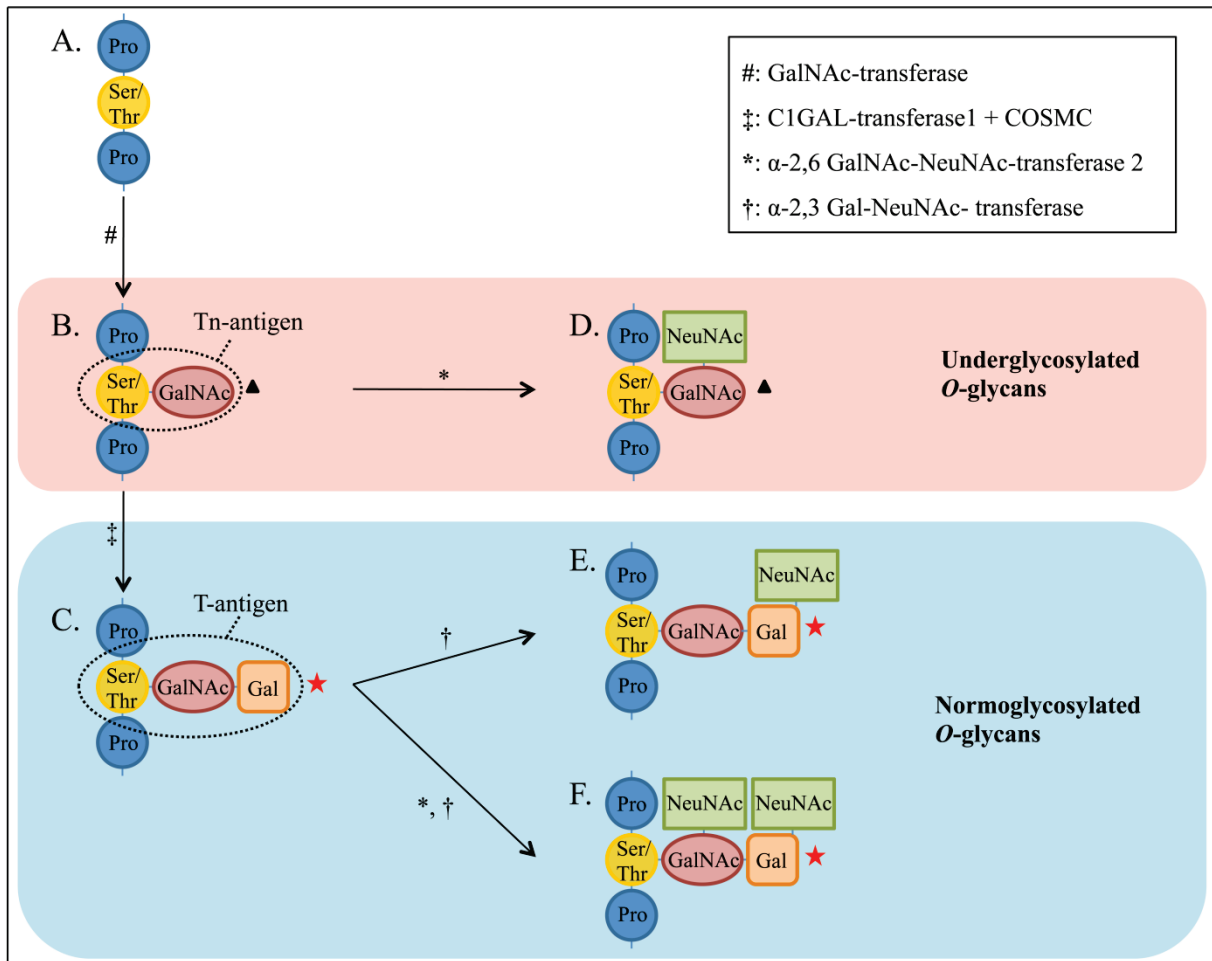 A.
Pro
Ser/
Thr
Pro
#: GalNAc-transferase
‡: C1GAL-transferase1 + COSMC
*: α-2,6 GalNAc-NeuNAc-transferase 2
†: α-2,3 Gal-NeuNAc- transferase
#
B.
Tn-antigen
Pro
Ser/
Thr
GalNAc
Pro
*
D.
Pro
NeuNAc
Ser/
Thr
GalNAc
Pro
Underglycosylated
O-glycans
‡
C.
T-antigen
Pro
Ser/
Thr
GalNAc
Gal
Pro
†
*, †
E.
Pro
NeuNAc
Ser/
Thr
GalNAc
Gal
Pro
F.
Pro
NeuNAc
NeuNAc
Ser/
Thr
GalNAc
Gal
Pro
Normoglycosylated
O-glycans